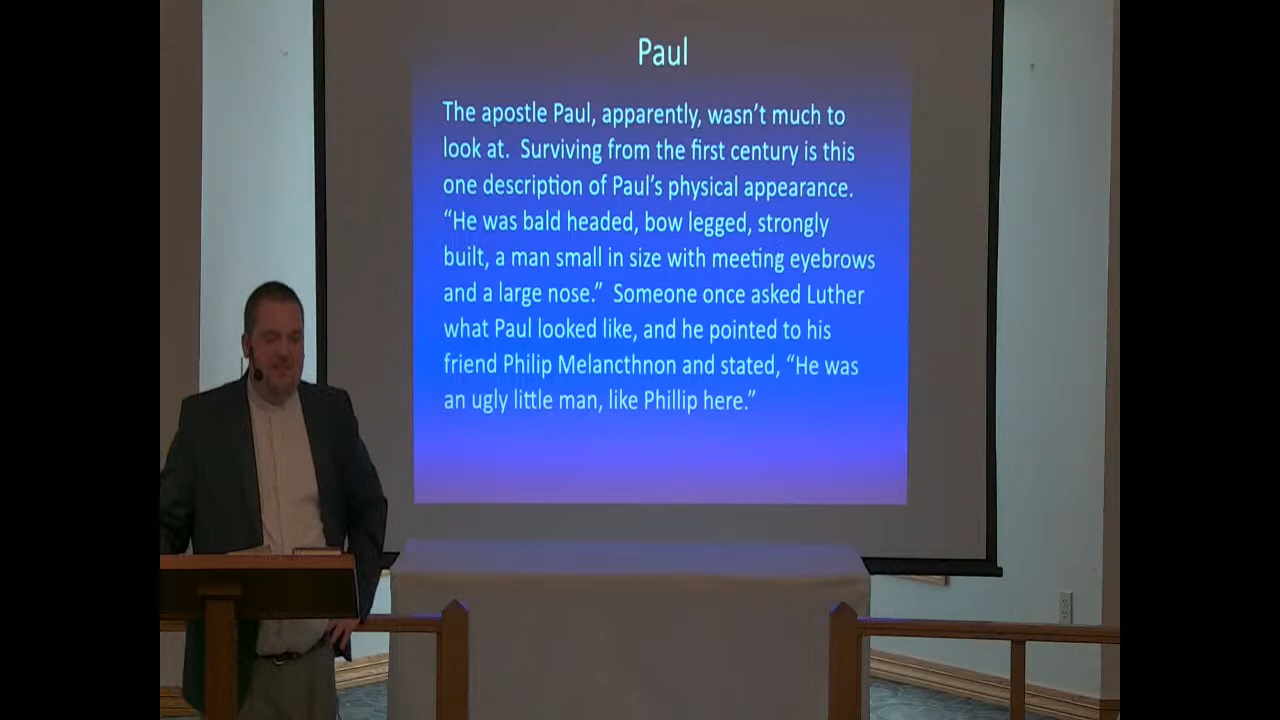 Paul
The apostle Paul, apparently, wasn't much to
look at.  Surviving from the first century is this
one description of Paul's physical appearance.
“He was bald headed, bow legged, strongly
built, a man small in size with meeting eyebrows
and a large nose.”  Someone once asked Luther
what Paul looked like, and he pointed to his
friend Philip Melancthnon and stated, “He was
an ugly little man, like Phillip here.”